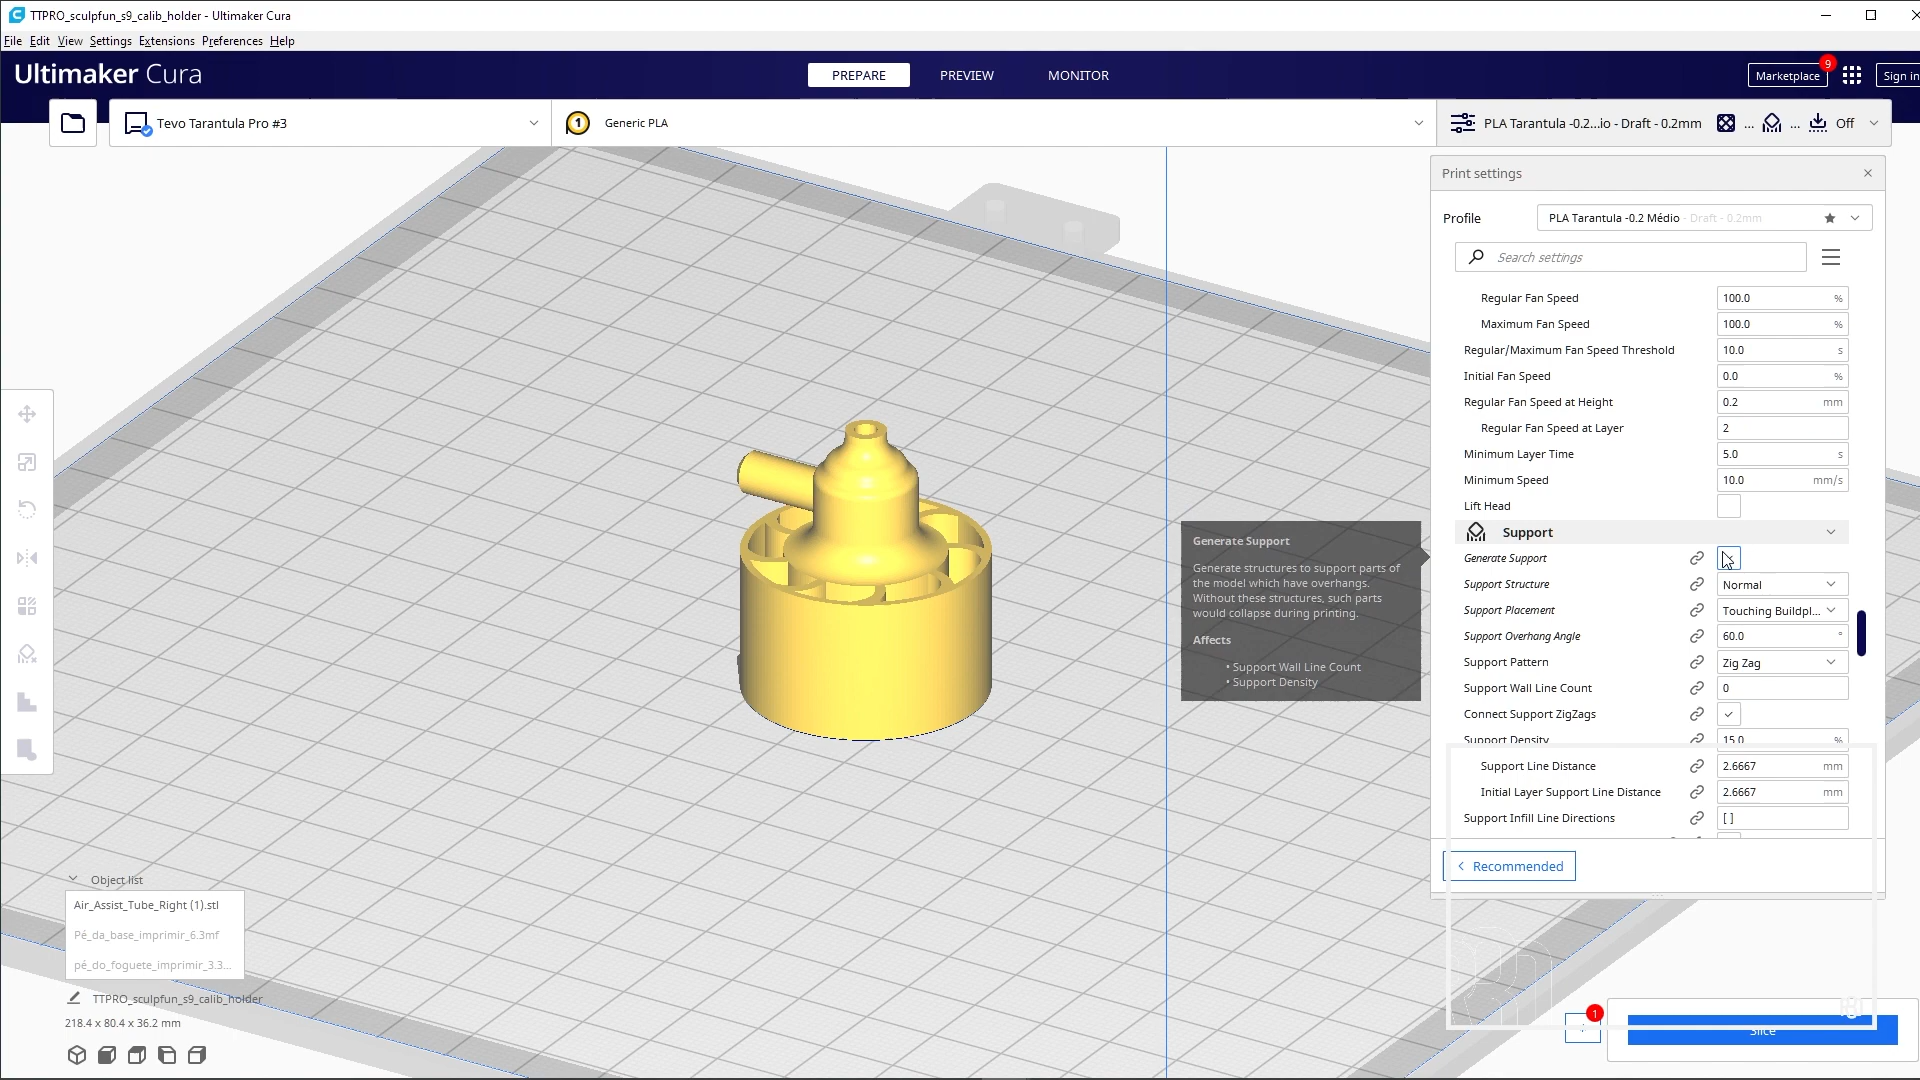 TTPRO_sculpfun_s9_calib_holder - Ultimaker Cura
File Edit View Settings Extensions Preferences Help
Ultimaker Cura
PREPARE
PREVIEW
MONITOR
Marketplace
9
Sign in
Tevo Tarantula Pro #3
1
Generic PLA
PLA Tarantula -0.2...io - Draft - 0.2mm
...
...
Off
Print settings
Profile
PLA Tarantula -0.2 Médio - Draft - 0.2mm
Search settings
Regular Fan Speed 100.0 %
Maximum Fan Speed 100.0 %
Regular/Maximum Fan Speed Threshold 10.0 s
Initial Fan Speed 0.0 %
Regular Fan Speed at Height 0.2 mm
Regular Fan Speed at Layer 2
Minimum Layer Time 5.0 s
Minimum Speed 10.0 mm/s
Lift Head
Support
Generate Support
Support Structure Normal
Support Placement Touching Buildpl...
Support Overhang Angle 60.0 °
Support Pattern Zig Zag
Support Wall Line Count 0
Connect Support ZigZags
Support Density 15.0 %
Support Line Distance 2.6667 mm
Initial Layer Support Line Distance 2.6667 mm
Support Infill Line Directions [ ]
Recommended
Generate Support
Generate structures to support parts of
the model which have overhangs.
Without these structures, such parts
would collapse during printing.
Affects
• Support Wall Line Count
• Support Density
Object list
Air_Assist_Tube_Right (1).stl
Pé_da_base_imprimir_6.3mf
pé_do_foguete_imprimir_3.3...
TTPRO_sculpfun_s9_calib_holder
218.4 x 80.4 x 36.2 mm
1
Slice